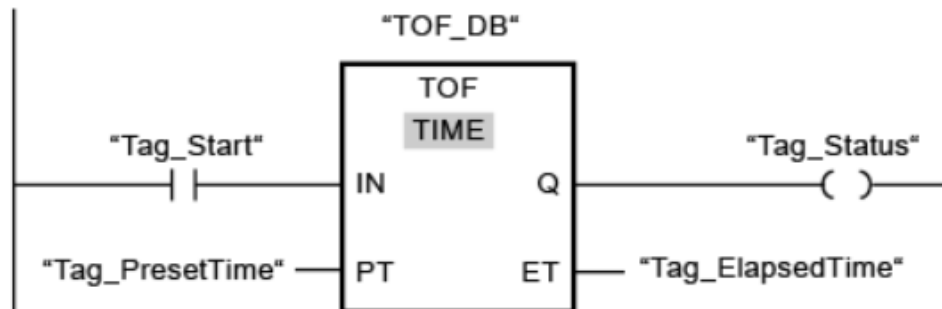 “TOF_DB“
TOF
TIME
“Tag_Start“
“Tag_Status“
IN
Q
“Tag_PresetTime“
PT
ET
“Tag_ElapsedTime“